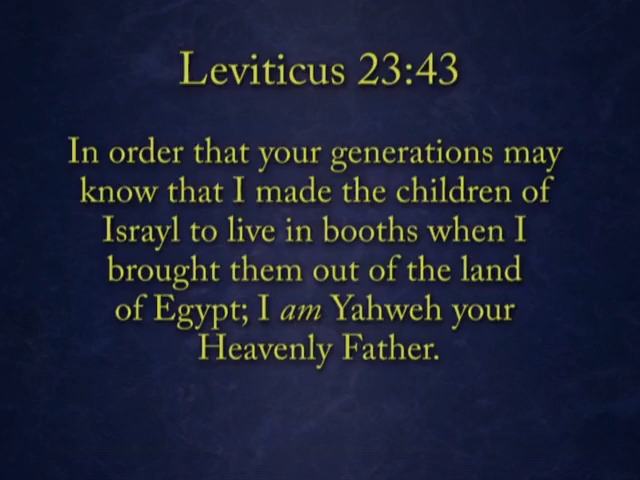 Leviticus 23:43
In order that your generations may
know that I made the children of
Israyl to live in booths when I
brought them out of the land
of Egypt; I am Yahweh your
Heavenly Father.